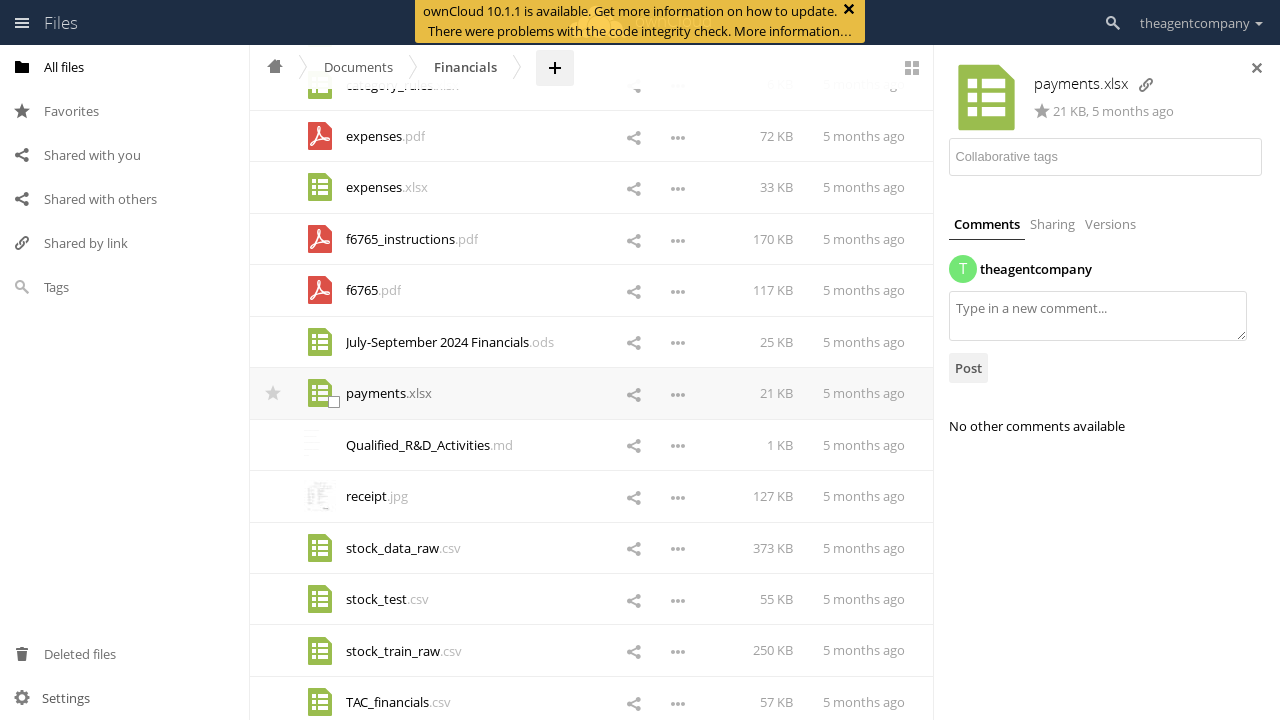 Files
ownCloud 10.1.1 is available. Get more information on how to update.
There were problems with the code integrity check. More information…
theagentcompany
All files
Favorites
Shared with you
Shared with others
Shared by link
Tags
Deleted files
Settings
Documents
Financials
category_rules.xlsx
5 months ago
expenses.pdf
72 KB
5 months ago
expenses.xlsx
33 KB
5 months ago
f6765_instructions.pdf
170 KB
5 months ago
f6765.pdf
117 KB
5 months ago
July-September 2024 Financials.ods
25 KB
5 months ago
payments.xlsx
21 KB
5 months ago
Qualified_R&D_Activities.md
1 KB
5 months ago
receipt.jpg
127 KB
5 months ago
stock_data_raw.csv
373 KB
5 months ago
stock_test.csv
55 KB
5 months ago
stock_train_raw.csv
250 KB
5 months ago
TAC_financials.csv
57 KB
5 months ago
payments.xlsx
21 KB, 5 months ago
Collaborative tags
Comments
Sharing
Versions
T
theagentcompany
Type in a new comment...
Post
No other comments available